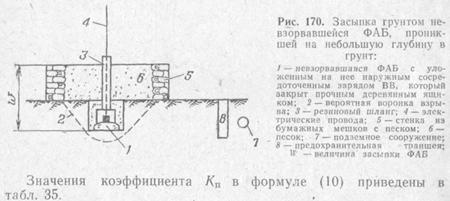 4
3
6
5
W
2
1
8
7
Рис. 170. Засыпка грунтом не-
взорвавшейся ФАБ, проник-
шей на небольшую глубину в
грунт:
1 — невзорвавшаяся ФАБ с уло-
женным на нее наружным сосре-
доточенным зарядом ВВ, который
закрыт прочным деревянным ящи-
ком; 2 — вероятная воронка взры-
ва; 3 — резиновый шланг; 4 — элек-
трические провода; 5 — стенка из
бумажных мешков с песком; 6 —
песок; 7 — подземное сооружение;
8 — предохранительная траншея;
W — величина засыпки ФАБ
Значения коэффициента Kп в формуле (10) приведены в
табл. 35.